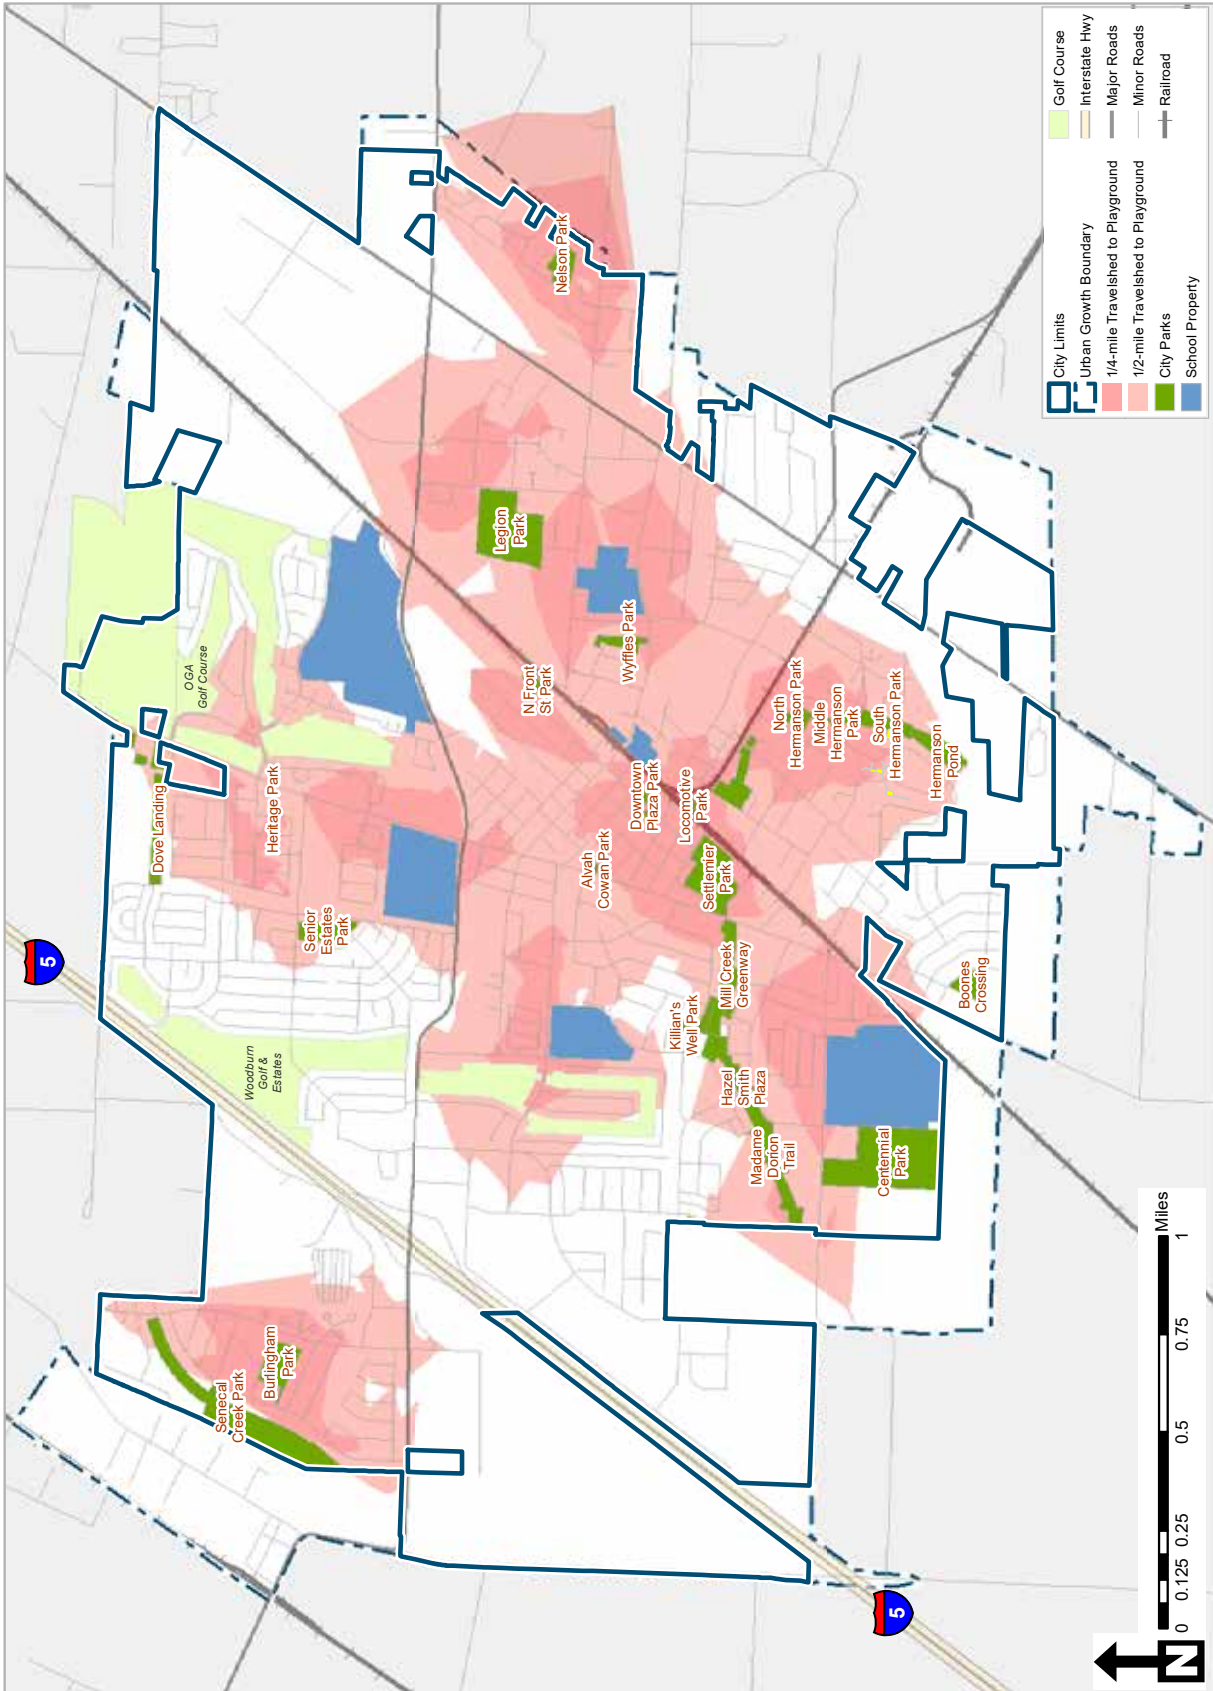 5
OGA
Golf Course
Dove Landing
Heritage Park
Senior
Estates
Park
Woodburn
Golf &
Estates
Senecal
Creek Park
Burlingham
Park
Nelson Park
Legion
Park
Wyffles Park
N Front
St Park
Alvah
Cowan Park
Downtown
Plaza Park
Locomotive
Park
Settlemier
Park
North
Hermanson Park
Middle
Hermanson
Park
South
Hermanson Park
Hermanson
Pond
Mill Creek
Greenway
Killian's
Well Park
Hazel
Smith
Plaza
Madame
Dorion
Trail
Centennial
Park
Boones
Crossing
5
City Limits
Urban Growth Boundary
1/4-mile Travelshed to Playground
1/2-mile Travelshed to Playground
City Parks
School Property
Golf Course
Interstate Hwy
Major Roads
Minor Roads
Railroad
N
0 0.125 0.25 0.5 0.75 1
Miles